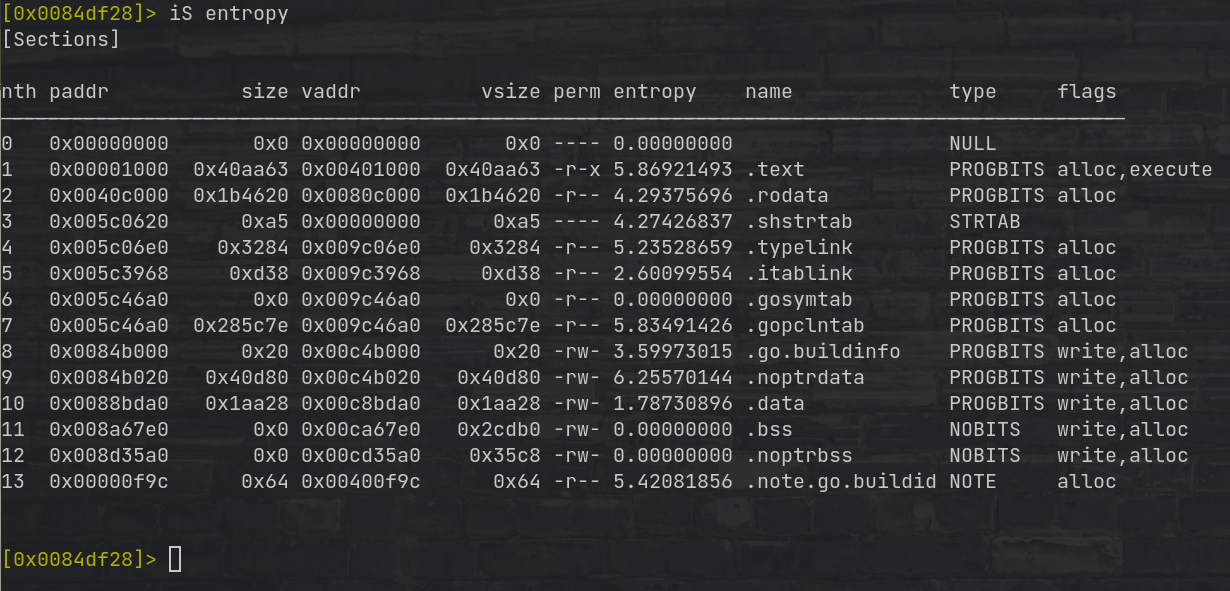 [0x0084df28]> iS entropy
[Sections]
nth paddr size vaddr vsize perm entropy name type flags
0 0x00000000 0x0 0x00000000 0x0 ---- 0.00000000 NULL
1 0x00001000 0x40aa63 0x00401000 0x40aa63 -r-x 5.86921493 .text PROGBITS alloc,execute
2 0x0040c000 0x1b4620 0x0080c000 0x1b4620 -r-- 4.29375696 .rodata PROGBITS alloc
3 0x005c0620 0xa5 0x00000000 0xa5 ---- 4.27426837 .shstrtab STRTAB
4 0x005c06e0 0x3284 0x009c06e0 0x3284 -r-- 5.23528659 .typelink PROGBITS alloc
5 0x005c3968 0xd38 0x009c3968 0xd38 -r-- 2.60099554 .itablink PROGBITS alloc
6 0x005c46a0 0x0 0x009c46a0 0x0 -r-- 0.00000000 .gosymtab PROGBITS alloc
7 0x005c46a0 0x285c7e 0x009c46a0 0x285c7e -r-- 5.83491426 .gopclntab PROGBITS alloc
8 0x0084b000 0x20 0x00c4b000 0x20 -rw- 3.59973015 .go.buildinfo PROGBITS write,alloc
9 0x0084b020 0x40d80 0x00c4b020 0x40d80 -rw- 6.25570144 .noptrdata PROGBITS write,alloc
10 0x0088bda0 0x1aa28 0x00c8bda0 0x1aa28 -rw- 1.78730896 .data PROGBITS write,alloc
11 0x008a67e0 0x0 0x00ca67e0 0x2cdb0 -rw- 0.00000000 .bss NOBITS write,alloc
12 0x008d35a0 0x0 0x00cd35a0 0x35c8 -rw- 0.00000000 .noptrbss NOBITS write,alloc
13 0x00000f9c 0x64 0x00400f9c 0x64 -r-- 5.42081856 .note.go.buildid NOTE alloc
[0x0084df28]>